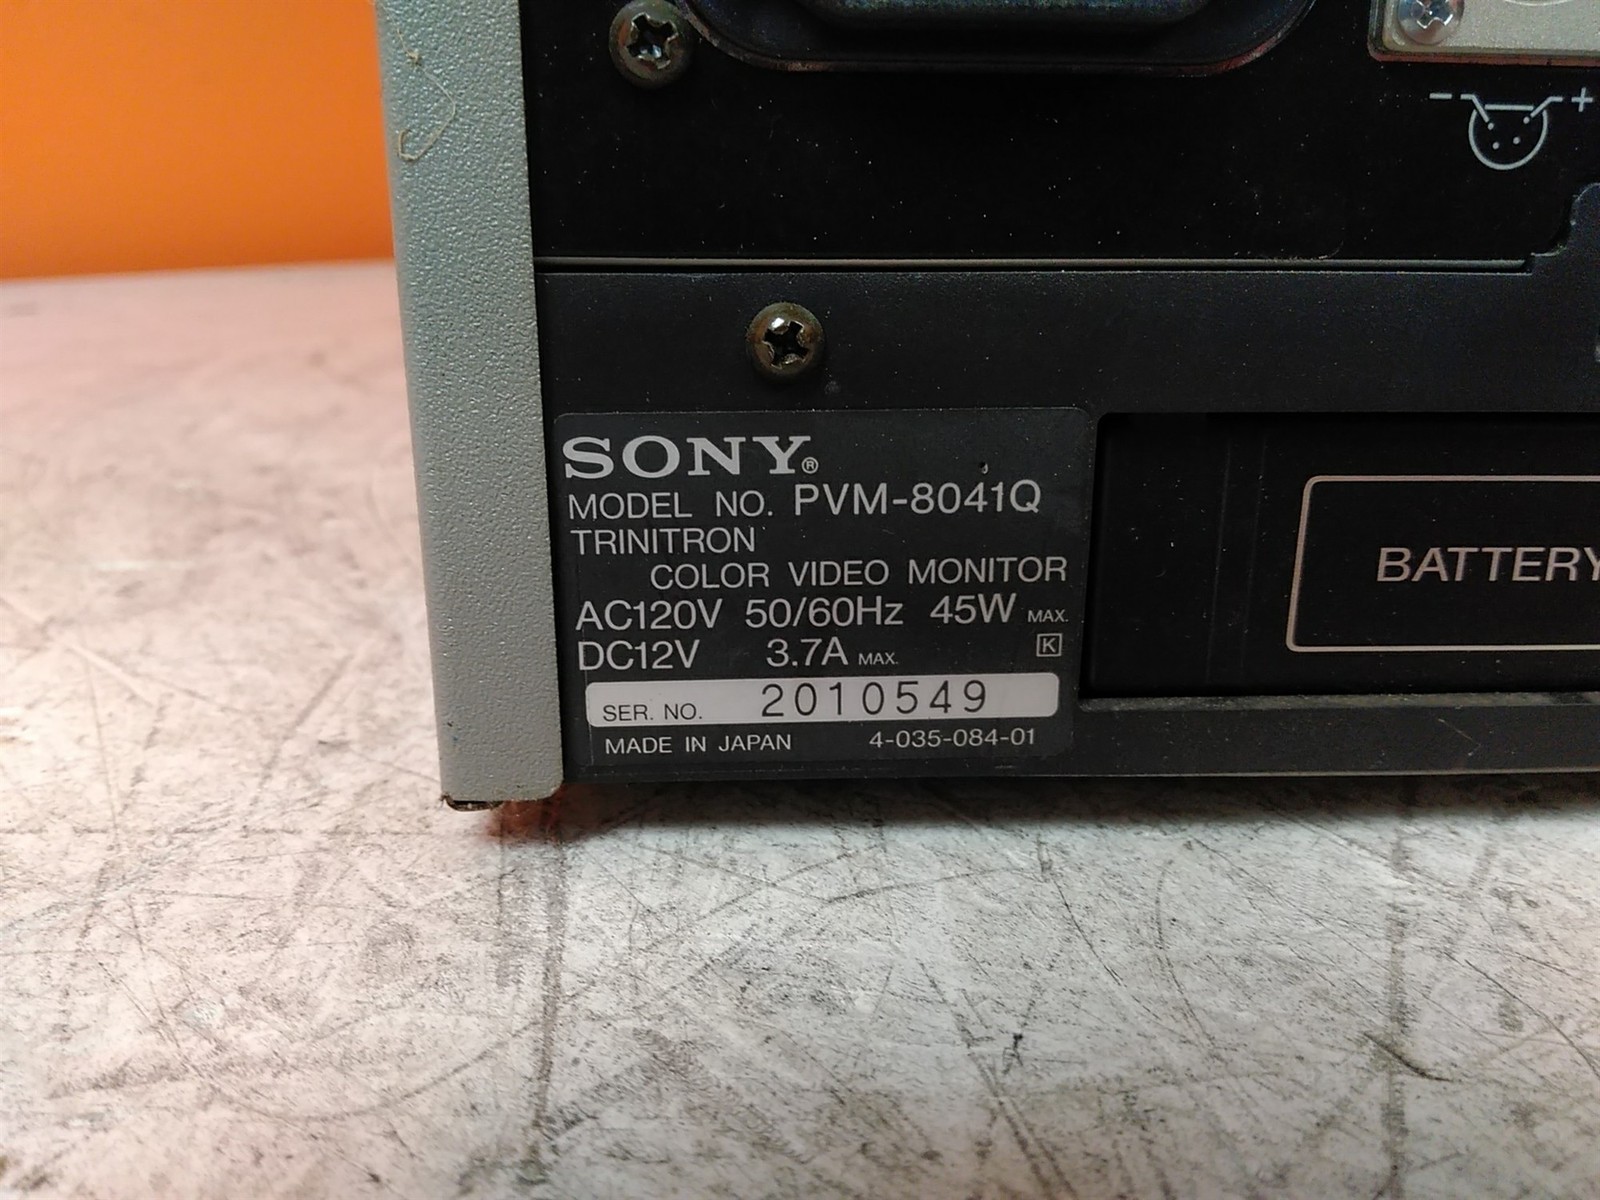 - +
SONY®
MODEL NO. PVM-8041Q
TRINITRON
COLOR VIDEO MONITOR
AC120V 50/60Hz 45W MAX.
DC12V 3.7A MAX. K
SER. NO. 2010549
MADE IN JAPAN 4-035-084-01
BATTERY